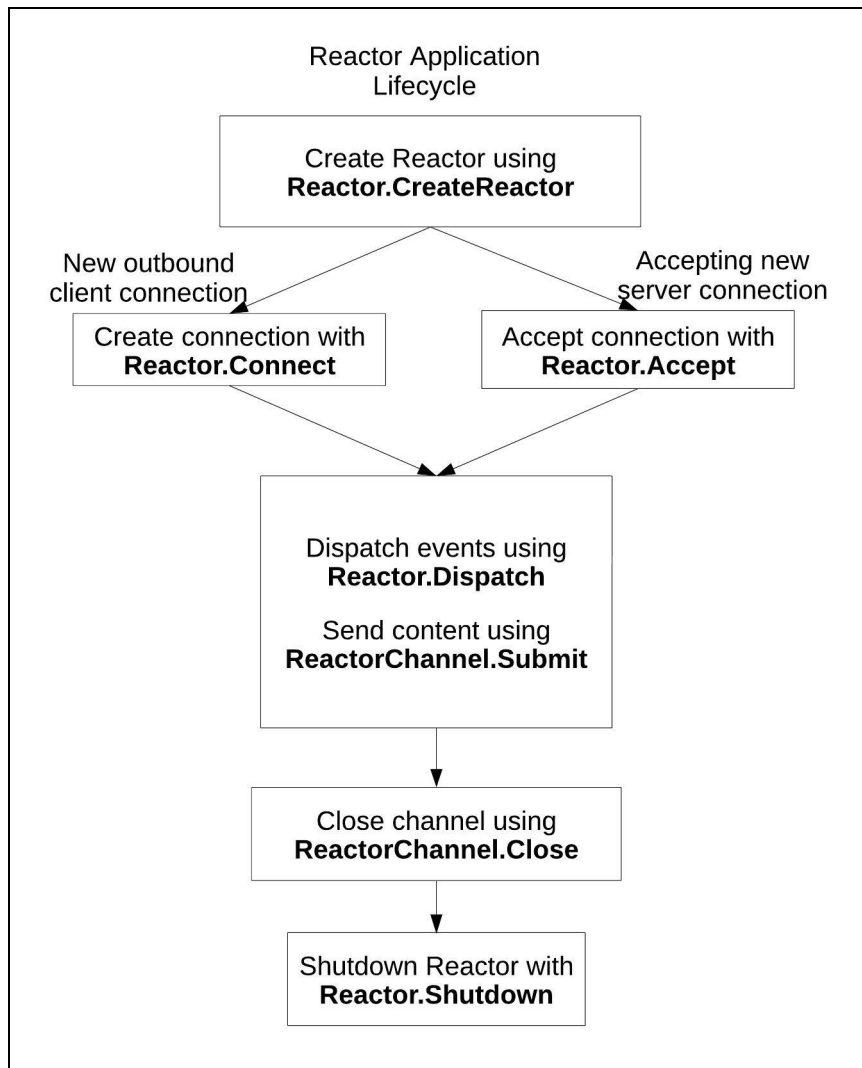 Reactor Application
Lifecycle
Create Reactor using
Reactor.CreateReactor
New outbound
client connection
Accepting new
server connection
Create connection with
Reactor.Connect
Accept connection with
Reactor.Accept
Dispatch events using
Reactor.Dispatch
Send content using
ReactorChannel.Submit
Close channel using
ReactorChannel.Close
Shutdown Reactor with
Reactor.Shutdown